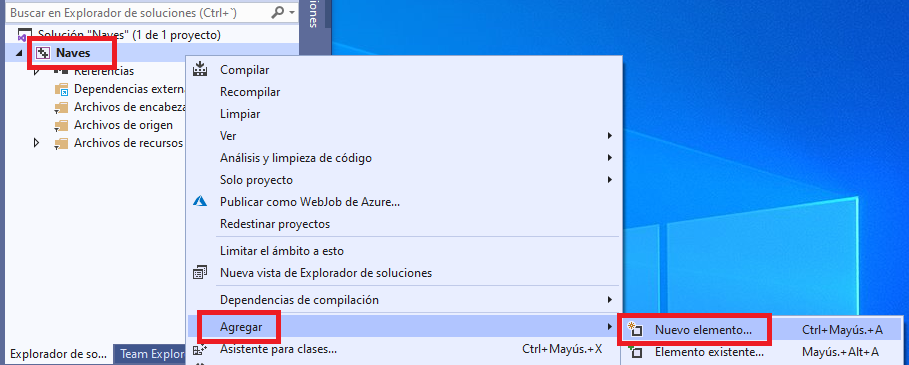 Buscar en Explorador de soluciones (Ctrl+`)
Solución "Naves" (1 de 1 proyecto)
Naves
Referencias
Dependencias externa
Archivos de encabeza
Archivos de origen
Archivos de recursos
iones
Compilar
Recompilar
Limpiar
Ver
Análisis y limpieza de código
Solo proyecto
Publicar como WebJob de Azure...
Redestinar proyectos
Limitar el ámbito a esto
Nueva vista de Explorador de soluciones
Dependencias de compilación
Agregar
Asistente para clases... Ctrl+Mayús.+X
Nuevo elemento... Ctrl+Mayús.+A
Elemento existente... Mayús.+Alt+A
Explorador de so... Team Explor